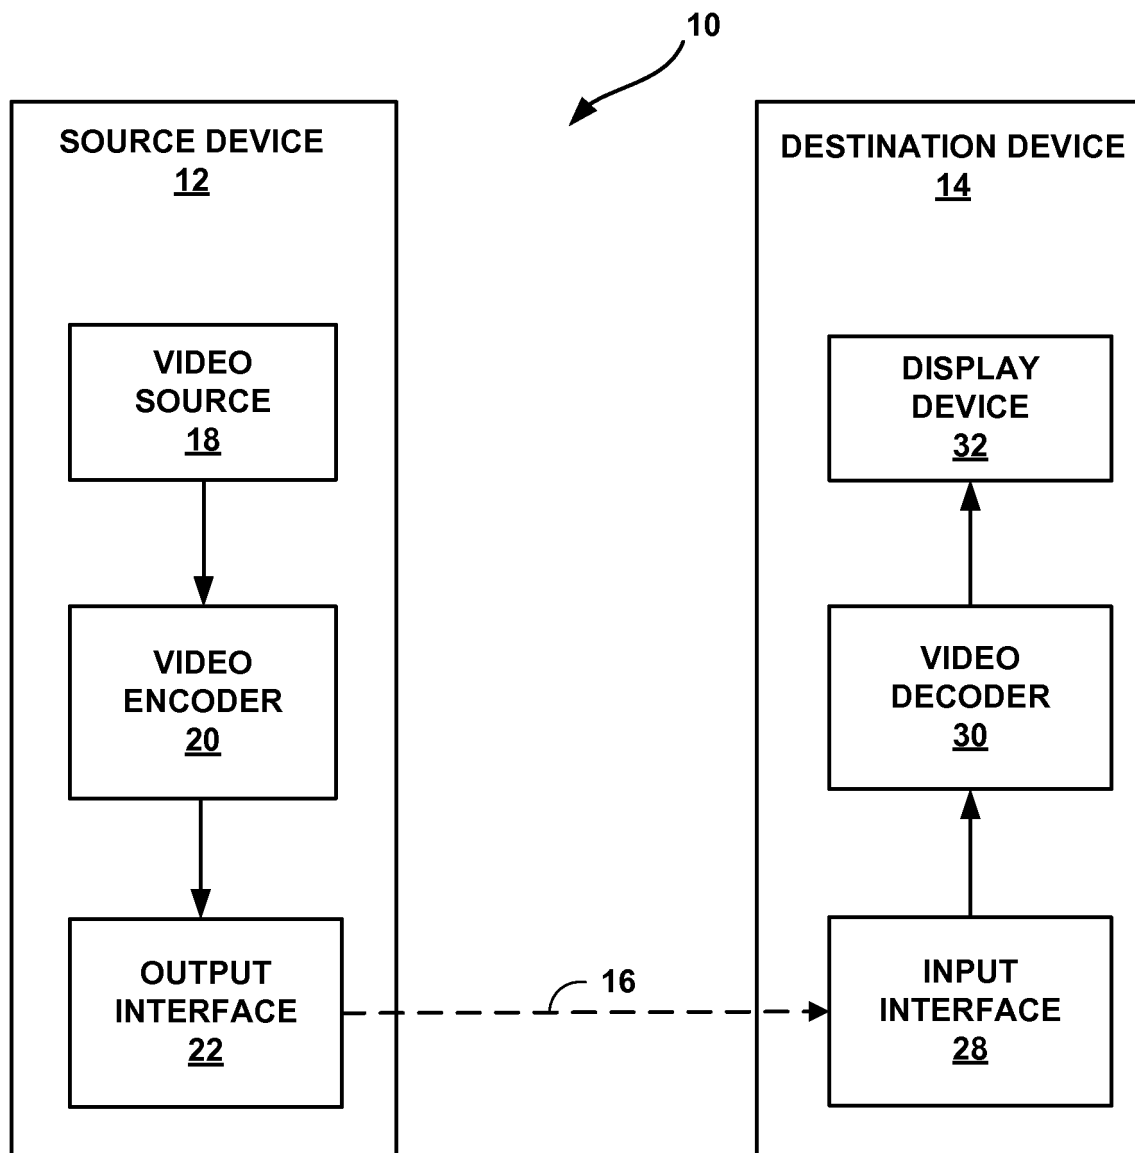 10
SOURCE DEVICE
12
VIDEO
SOURCE
18
VIDEO
ENCODER
20
OUTPUT
INTERFACE
22
16
DESTINATION DEVICE
14
DISPLAY
DEVICE
32
VIDEO
DECODER
30
INPUT
INTERFACE
28